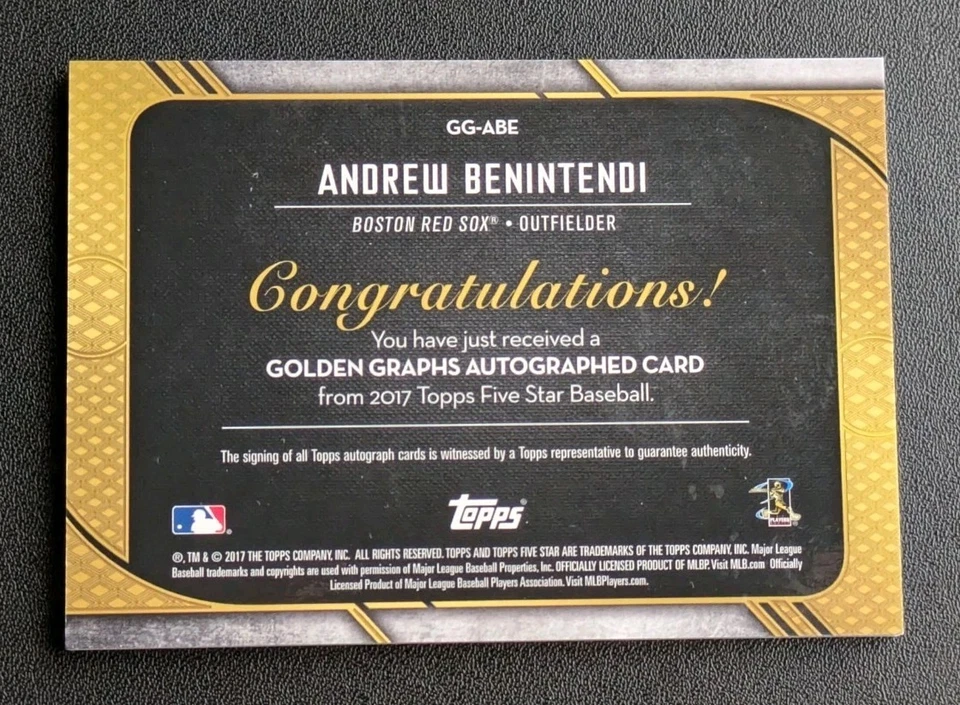 GG-ABE
ANDREW BENINTENDI
BOSTON RED SOX® • OUTFIELDER
Congratulations!
You have just received a
GOLDEN GRAPHS AUTOGRAPHED CARD
from 2017 Topps Five Star Baseball.
The signing of all Topps autograph cards is witnessed by a Topps representative to guarantee authenticity.
Topps
PLAYERS
®, TM & © 2017 THE TOPPS COMPANY, INC. ALL RIGHTS RESERVED. TOPPS AND TOPPS FIVE STAR ARE TRADEMARKS OF THE TOPPS COMPANY, INC. Major League
Baseball trademarks and copyrights are used with permission of Major League Baseball Properties, Inc. OFFICIALLY LICENSED PRODUCT OF MLBP. Visit MLB.com Officially
Licensed Product of Major League Baseball Players Association. Visit MLBPlayers.com.